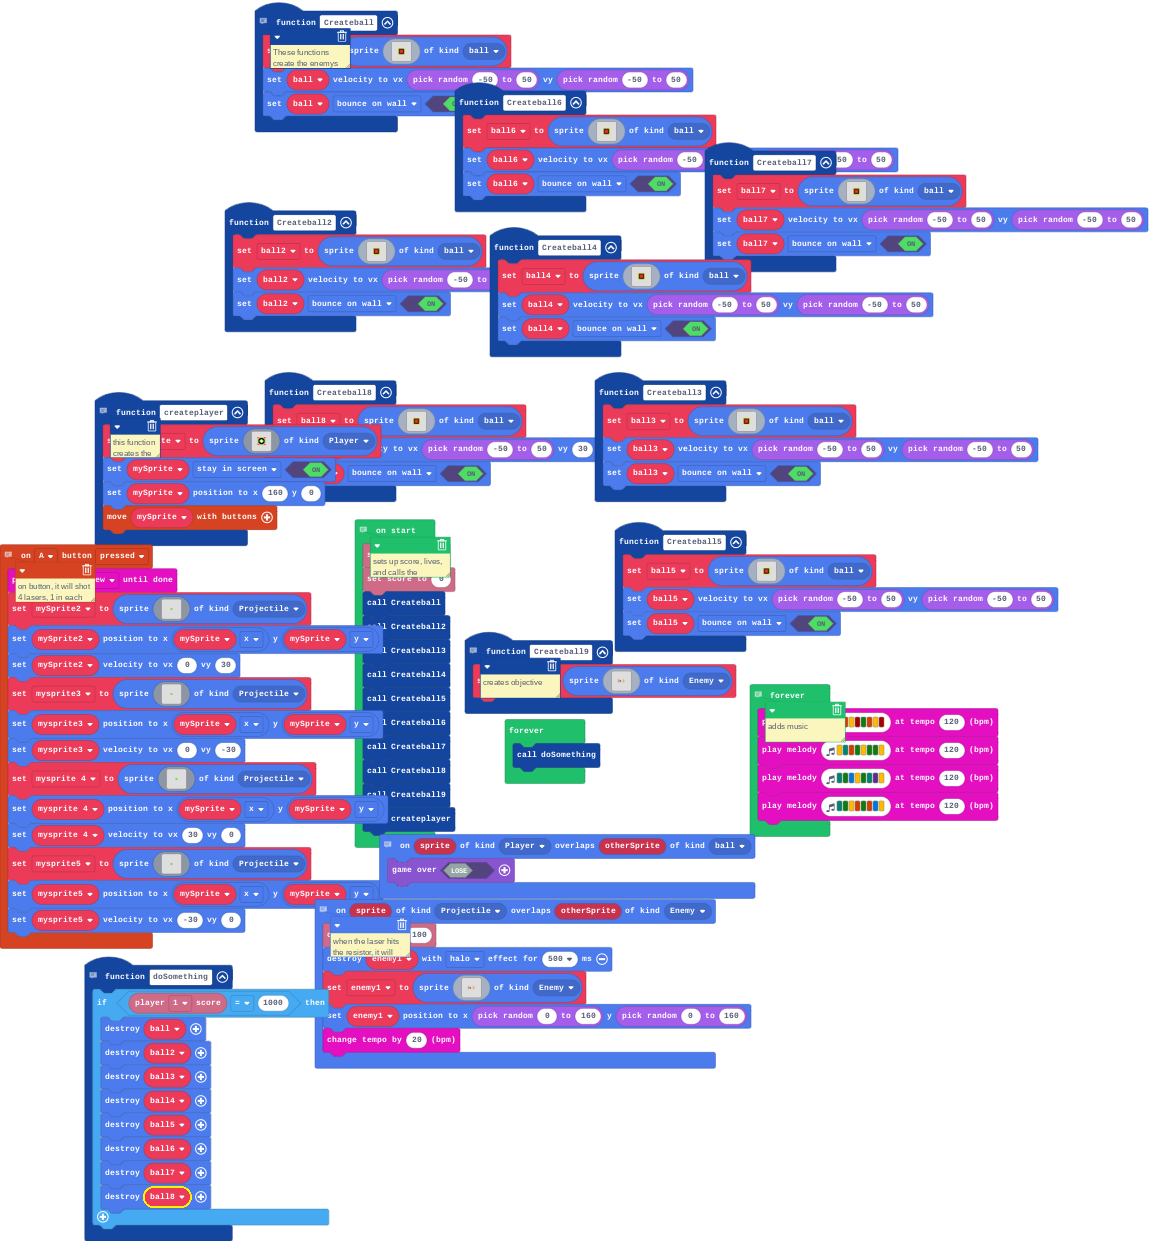 function Createball
These functions
create the enemys
sprite of kind ball
set ball velocity to vx pick random -50 to 50 vy pick random -50 to 50
set ball bounce on wall
function Createball6
set ball6 to sprite of kind ball
set ball6 velocity to vx pick random -50 50 to 50
set ball6 bounce on wall ON
function Createball7
set ball7 to sprite of kind ball
set ball7 velocity to vx pick random -50 to 50 vy pick random -50 to 50
set ball7 bounce on wall ON
function Createball2
set ball2 to sprite of kind ball
set ball2 velocity to vx pick random -50 to
set ball2 bounce on wall ON
function Createball4
set ball4 to sprite of kind ball
set ball4 velocity to vx pick random -50 to 50 vy pick random -50 to 50
set ball4 bounce on wall ON
function createplayer
this function
creates the
to sprite of kind Player
set mySprite stay in screen ON
set mySprite position to x 160 y 0
move mySprite with buttons
function Createball8
set ball8 to sprite of kind ball
to vx pick random -50 to 50 vy 30
bounce on wall ON
function Createball3
set ball3 to sprite of kind ball
set ball3 velocity to vx pick random -50 to 50 vy pick random -50 to 50
set ball3 bounce on wall ON
on A button pressed
on button, it will shot
4 lasers, 1 in each
until done
set mySprite2 to sprite of kind Projectile
set mySprite2 position to x mySprite x y mySprite y
set mySprite2 velocity to vx 0 vy 30
set mysprite3 to sprite of kind Projectile
set mysprite3 position to x mySprite x y mySprite y
set mysprite3 velocity to vx 0 vy -30
set mysprite 4 to sprite of kind Projectile
set mysprite 4 position to x mySprite x y mySprite y
set mysprite 4 velocity to vx 30 vy 0
set mysprite5 to sprite of kind Projectile
set mysprite5 position to x mySprite x y mySprite y
set mysprite5 velocity to vx -30 vy 0
on start
sets up score, lives,
and calls the
set score to 0
call Createball
call Createball2
call Createball3
call Createball4
call Createball5
call Createball6
call Createball7
call Createball8
call Createball9
createplayer
function Createball5
set ball5 to sprite of kind ball
set ball5 velocity to vx pick random -50 to 50 vy pick random -50 to 50
set ball5 bounce on wall ON
function Createball9
creates objective
sprite of kind Enemy
forever
call doSomething
forever
adds music
at tempo 120 (bpm)
play melody at tempo 120 (bpm)
play melody at tempo 120 (bpm)
play melody at tempo 120 (bpm)
on sprite of kind Player overlaps otherSprite of kind ball
game over LOSE
on sprite of kind Projectile overlaps otherSprite of kind Enemy
when the laser hits
the resistor, it will
100
destroy enemy1 with halo effect for 500 ms
set enemy1 to sprite of kind Enemy
set enemy1 position to x pick random 0 to 160 y pick random 0 to 160
change tempo by 20 (bpm)
function doSomething
if player 1 score = 1000 then
destroy ball
destroy ball2
destroy ball3
destroy ball4
destroy ball5
destroy ball6
destroy ball7
destroy ball8